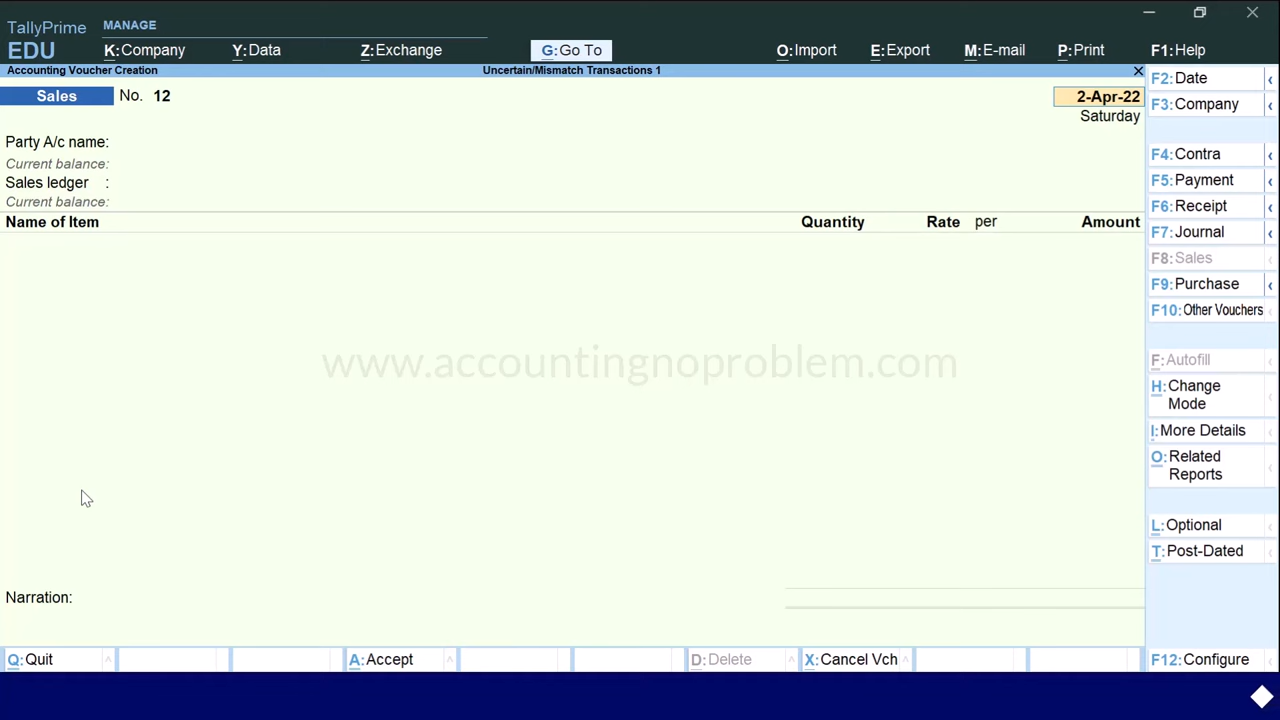 TallyPrime
EDU
MANAGE
K:Company
Y:Data
Z:Exchange
G:Go To
O:Import
E:Export
M:E-mail
P:Print
F1:Help
Accounting Voucher Creation
Uncertain/Mismatch Transactions 1
Sales No. 12
2-Apr-22
Saturday
Party A/c name:
Current balance:
Sales ledger :
Current balance:
Name of Item Quantity Rate per Amount
www.accountingnoproblem.com
Narration:
F2:Date
F3:Company
F4:Contra
F5:Payment
F6:Receipt
F7:Journal
F8:Sales
F9:Purchase
F10:Other Vouchers
F:Autofill
H:Change
Mode
I:More Details
O:Related
Reports
L:Optional
T:Post-Dated
Q:Quit
A:Accept
D:Delete
X:Cancel Vch
F12:Configure